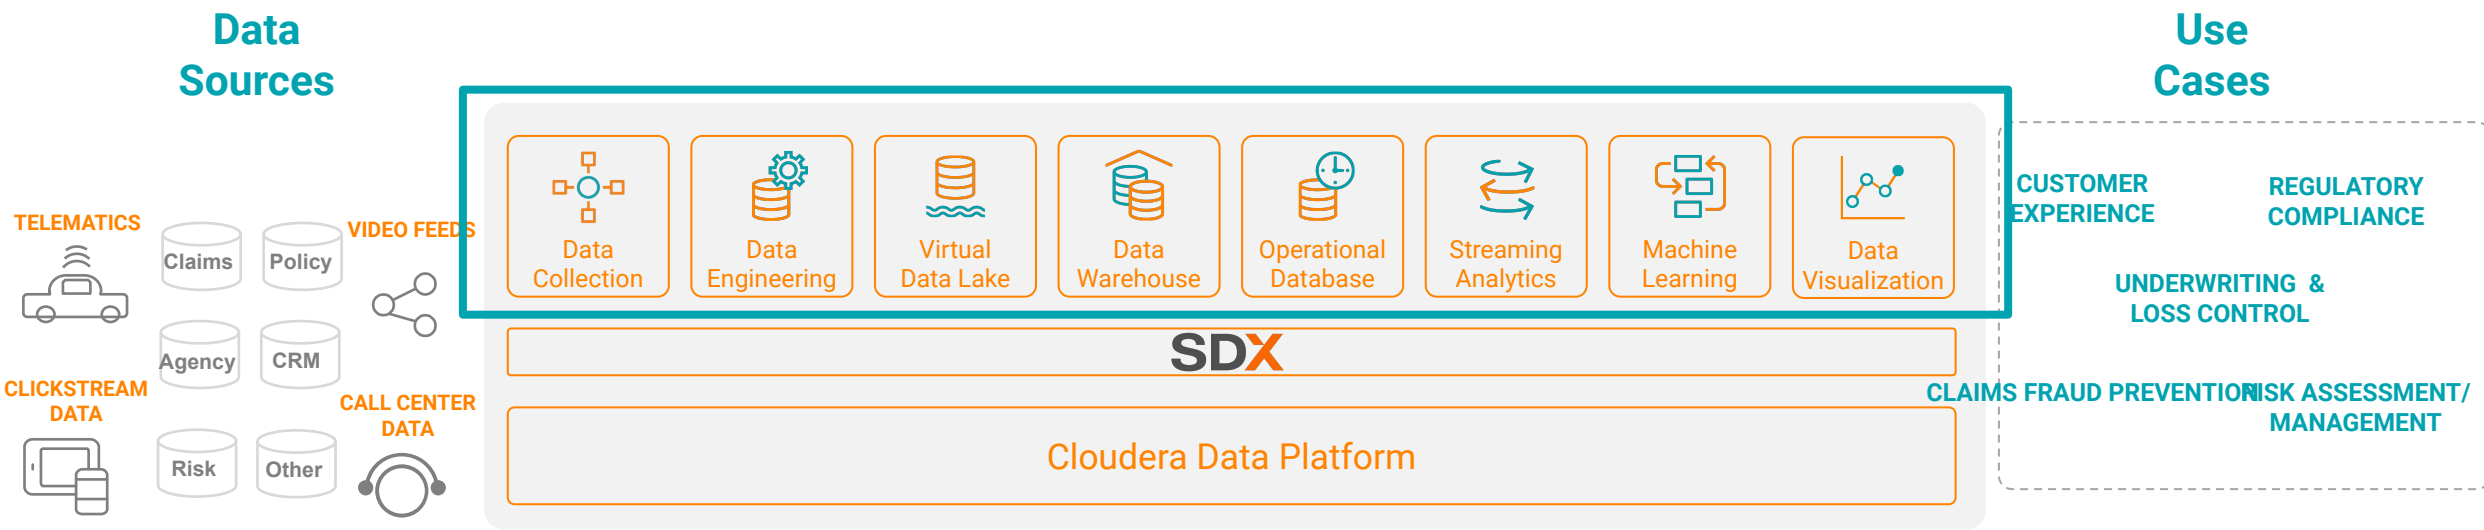 Data
Sources
TELEMATICS
Claims
Policy
VIDEO FEEDS
Agency
CRM
CLICKSTREAM
DATA
CALL CENTER
DATA
Risk
Other
Data
Collection
Data
Engineering
Virtual
Data Lake
Data
Warehouse
Operational
Database
Streaming
Analytics
Machine
Learning
Data
Visualization
SDX
Cloudera Data Platform
Use
Cases
CUSTOMER
EXPERIENCE
REGULATORY
COMPLIANCE
UNDERWRITING &
LOSS CONTROL
CLAIMS FRAUD PREVENTION
RISK ASSESSMENT/
MANAGEMENT